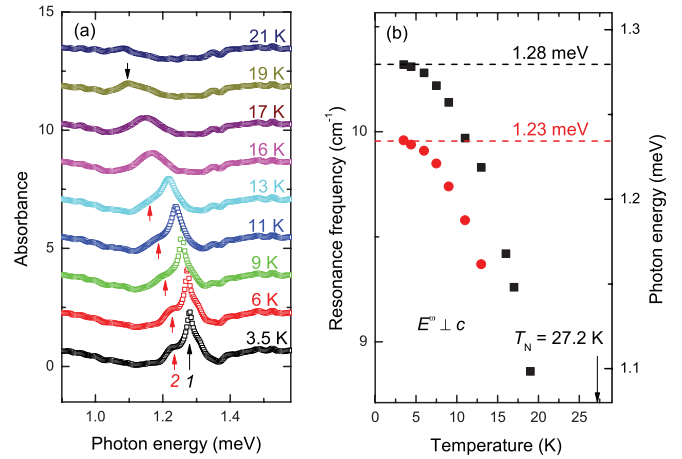 (a)
21 K
19 K
17 K
16 K
13 K
11 K
9 K
6 K
3.5 K
2
1
15
10
5
0
Absorbance
1.0 1.2 1.4
Photon energy (meV)
(b)
1.28 meV
1.23 meV
E^ω ⊥ c
T_N = 27.2 K
10
9
Resonance frequency (cm⁻¹)
1.3
1.2
1.1
Photon energy (meV)
0 5 10 15 20 25
Temperature (K)